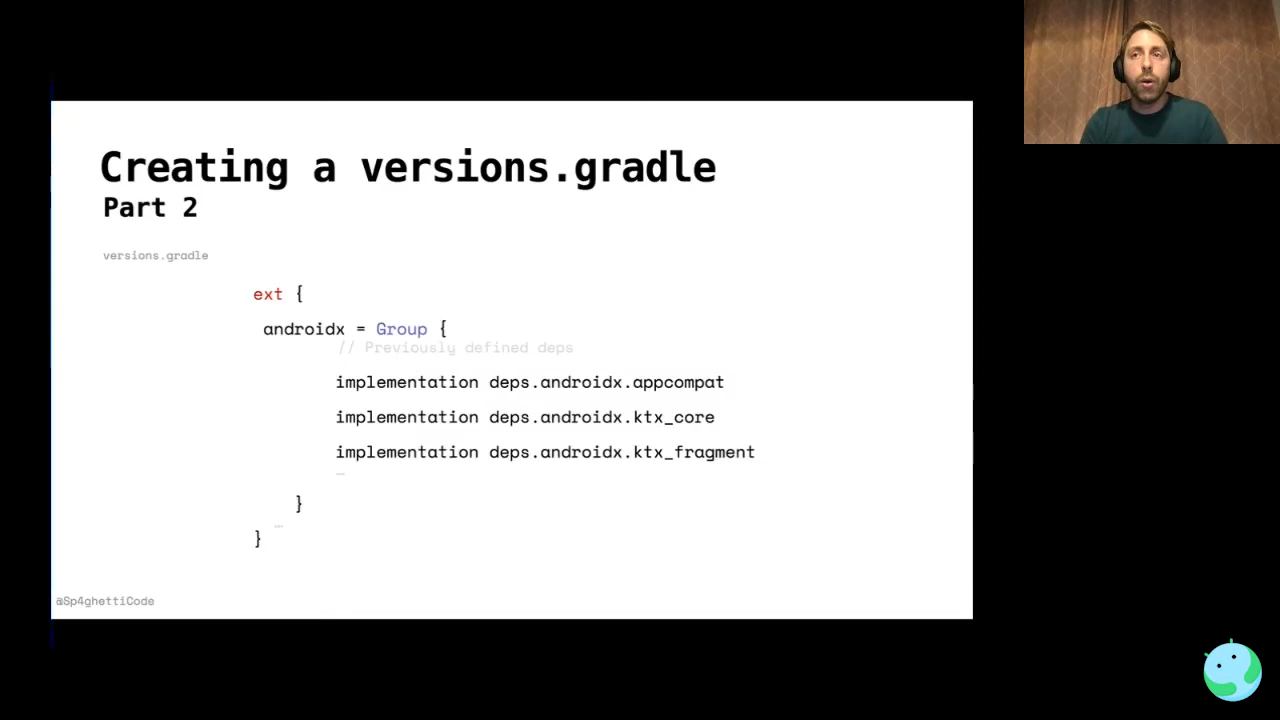 Creating a versions.gradle
Part 2
versions.gradle
ext {
androidx = Group {
// Previously defined deps
implementation deps.androidx.appcompat
implementation deps.androidx.ktx_core
implementation deps.androidx.ktx_fragment
…
}
…
}
@Sp4ghettiCode